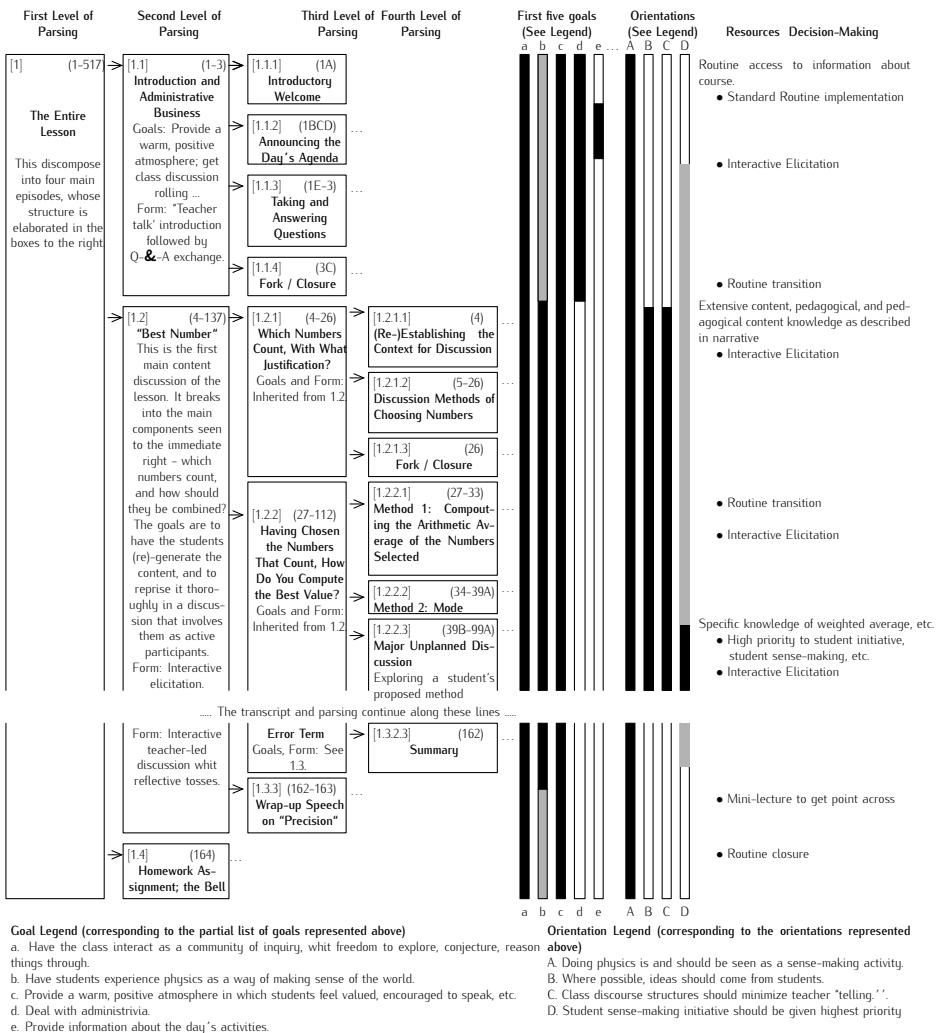 First Level of Parsing
Second Level of Parsing
Third Level of Parsing
Fourth Level of Parsing
First five goals (See Legend)
Orientations (See Legend)
Resources Decision-Making
a b c d e ... A B C D
[1] (1-517)
The Entire
Lesson
This discompose
into four main
episodes, whose
structure is
elaborated in the
boxes to the right.
[1.1] (1-3)
Introduction and
Administrative
Business
Goals: Provide a
warm, positive
atmosphere; get
class discussion
rolling ...
Form: "Teacher
talk' introduction
followed by
Q-&-A exchange.
[1.1.1] (1A)
Introductory
Welcome
[1.1.2] (1BCD)
Announcing the
Day´s Agenda
...
[1.1.3] (1E-3)
Taking and
Answering
Questions
...
[1.1.4] (3C)
Fork / Closure
...
[1.2] (4-137)
"Best Number"
This is the first
main content
discussion of the
lesson. It breaks
into the main
components seen
to the immediate
right - which
numbers count,
and how should
they be combined?
The goals are to
have the students
(re)-generate the
content, and to
reprise it thoro-
ughly in a discus-
sion that involves
them as active
participants.
Form: Interactive
elicitation.
[1.2.1] (4-26)
Which Numbers
Count, With What
Justification?
Goals and Form:
Inherited from 1.2.
[1.2.1.1] (4)
(Re-)Establishing the
Context for Discussion
...
[1.2.1.2] (5-26)
Discussion Methods of
Choosing Numbers
...
[1.2.1.3] (26)
Fork / Closure
...
[1.2.2] (27-112)
Having Chosen
the Numbers
That Count, How
Do You Compute
the Best Value?
Goals and Form:
Inherited from 1.2.
[1.2.2.1] (27-33)
Method 1: Compout-
ing the Arithmetic Av-
erage of the Numbers
Selected
...
[1.2.2.2] (34-39A)
Method 2: Mode
...
[1.2.2.3] (39B-99A)
Major Unplanned Dis-
cussion
Exploring a student's
proposed method
...
Routine access to information about
course.
● Standard Routine implementation
● Interactive Elicitation
● Routine transition
Extensive content, pedagogical, and ped-
agogical content knowledge as described
in narrative
● Interactive Elicitation
● Routine transition
● Interactive Elicitation
Specific knowledge of weighted average, etc.
● High priority to student initiative,
student sense-making, etc.
● Interactive Elicitation
..... The transcript and parsing continue along these lines .....
Form: Interactive
teacher-led
discussion whit
reflective tosses.
Error Term
Goals, Form: See
1.3.
[1.3.2.3] (162)
Summary
...
[1.3.3] (162-163)
Wrap-up Speech
on "Precision"
...
● Mini-lecture to get point across
[1.4] (164)
Homework As-
signment; the Bell
...
● Routine closure
a b c d e A B C D
Goal Legend (corresponding to the partial list of goals represented above)
a. Have the class interact as a community of inquiry, whit freedom to explore, conjecture, reason
things through.
b. Have students experience physics as a way of making sense of the world.
c. Provide a warm, positive atmosphere in which students feel valued, encouraged to speak, etc.
d. Deal with administrivia.
e. Provide information about the day´s activities.
Orientation Legend (corresponding to the orientations represented
above)
A. Doing physics is and should be seen as a sense-making activity.
B. Where possible, ideas should come from students.
C. Class discourse structures should minimize teacher "telling.´´.
D. Student sense-making initiative should be given highest priority